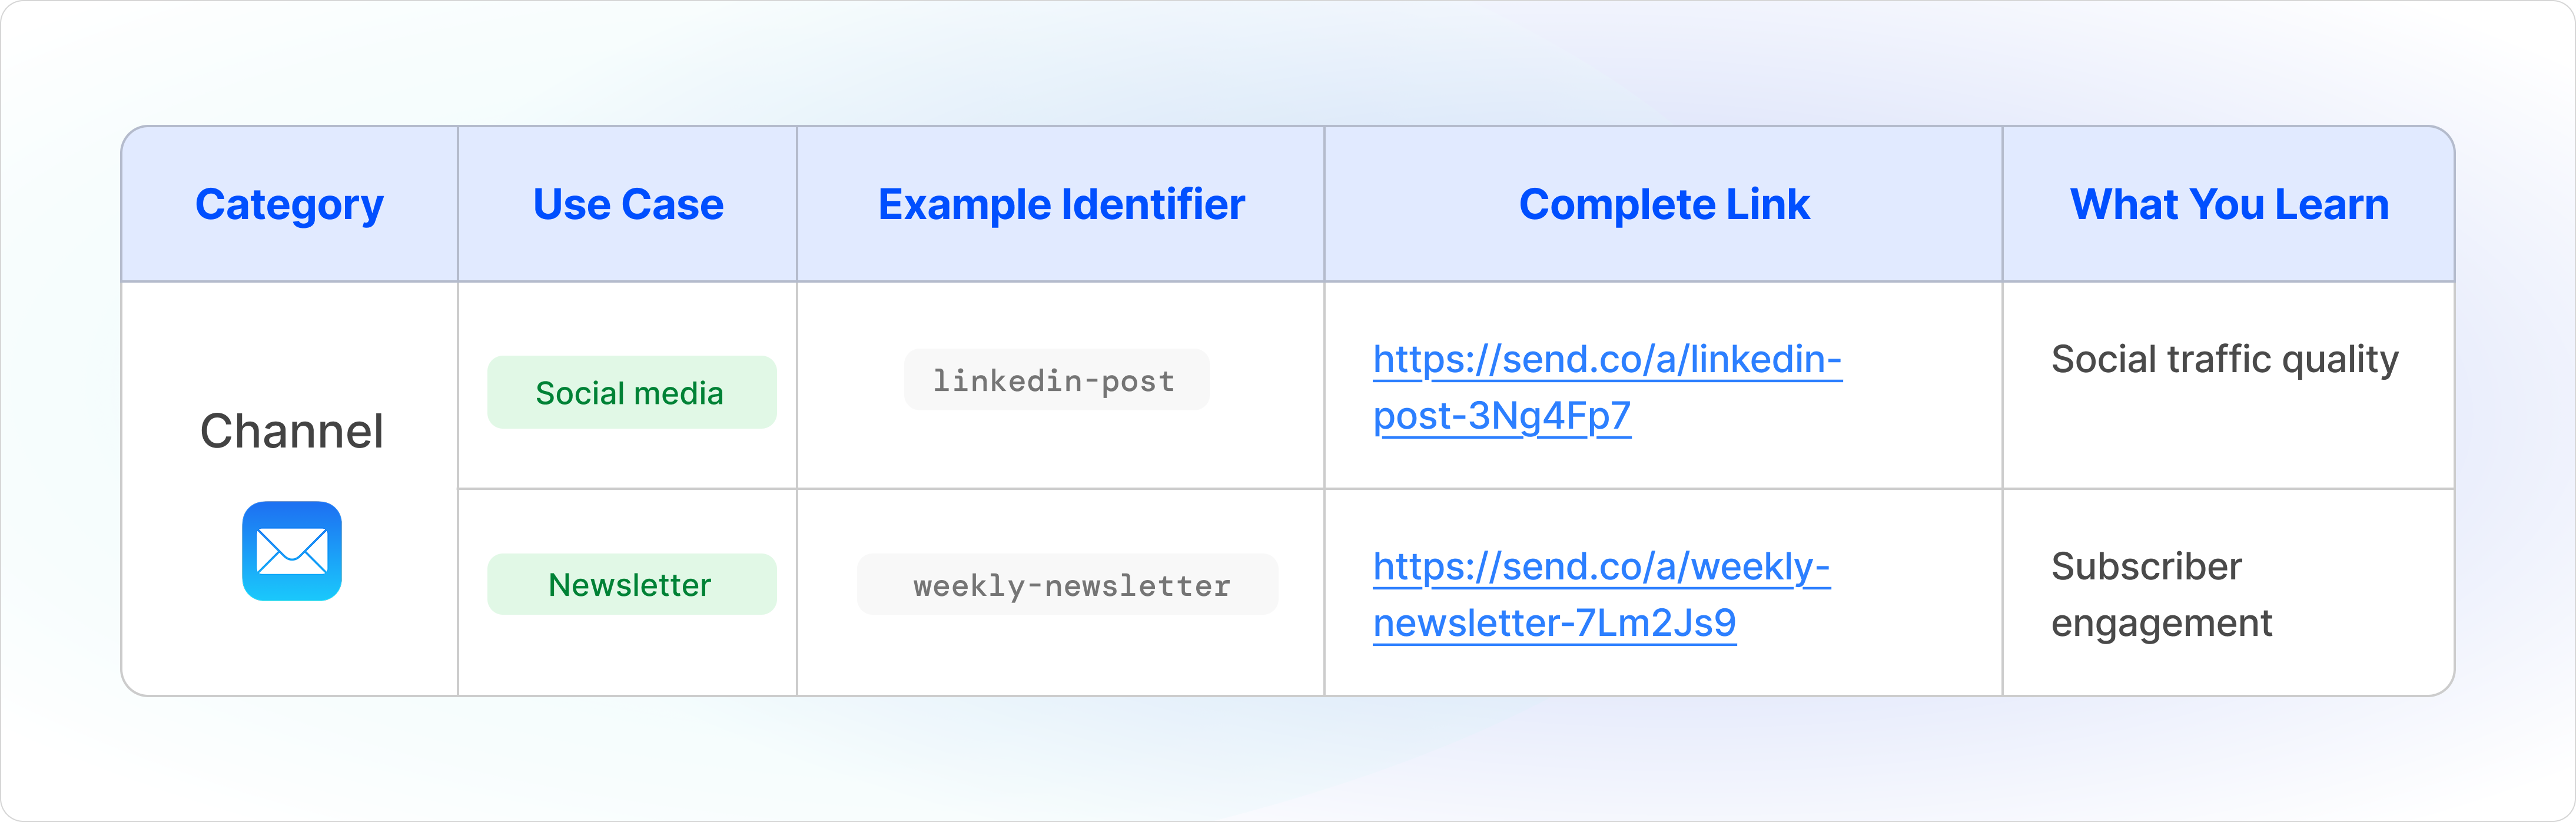 Category Use Case Example Identifier Complete Link What You Learn
Channel
Social media
linkedin-post
https://send.co/a/linkedin-
post-3Ng4Fp7
Social traffic quality
Newsletter
weekly-newsletter
https://send.co/a/weekly-
newsletter-7Lm2Js9
Subscriber
engagement